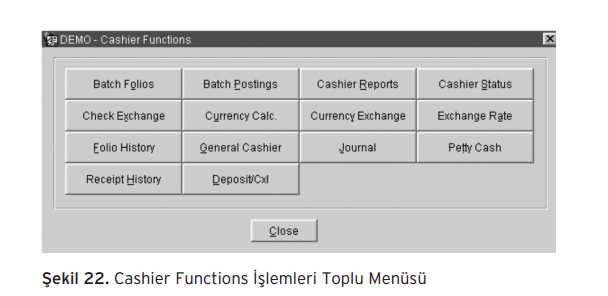 DEMO - Cashier Functions
Batch Folios Batch Postings Cashier Reports Cashier Status
Check Exchange Currency Calc. Currency Exchange Exchange Rate
Folio History General Cashier Journal Petty Cash
Receipt History Deposit/Cxl
Close
Şekil 22. Cashier Functions İşlemleri Toplu Menüsü